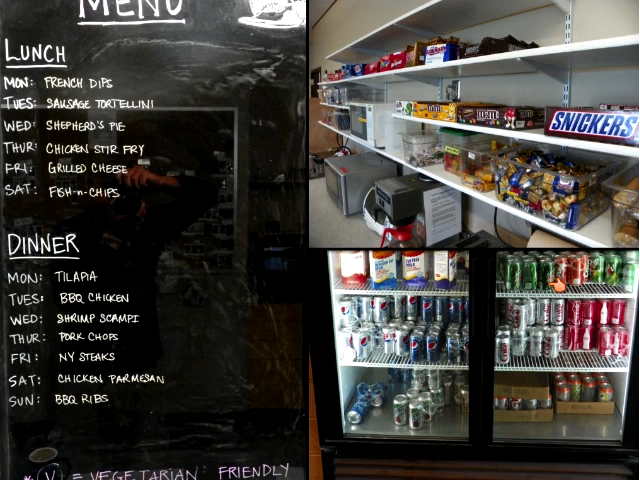 MENU
LUNCH
MON: FRENCH DIPS
TUES: SAUSAGE TORTELLINI
WED: SHEPHERD'S PIE
THUR: CHICKEN STIR FRY
FRI: GRILLED CHEESE
SAT: FISH-n-CHIPS
DINNER
MON: TILAPIA
TUES: BBQ CHICKEN
WED: SHRIMP SCAMPI
THUR: PORK CHOPS
FRI: NY STEAKS
SAT: CHICKEN PARMESAN
SUN: BBQ RIBS
* V = VEGETARIAN FRIENDLY
SNICKERS